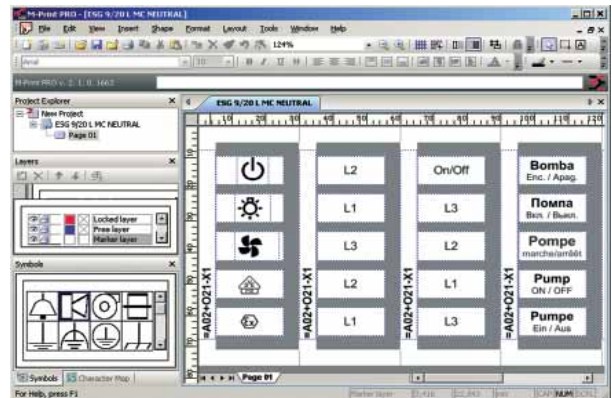 M-Print PRO - [ESG 9/20 L MC NEUTRAL]
File Edit View Insert Shape Format Layout Tools Window Help
124%
Arial
10
M-Print PRO v. 2. 1. 0. 1662
Project Explorer
New Project
ESG 9/20 L MC NEUTRAL
Page 01
Layers
Locked layer
Free layer
Marker layer
Symbols
Symbols Character Map
ESG 9/20 L MC NEUTRAL
L2 On/Off Bomba
Enc. / Apag.
L1 L3 Помпа
Вкл. / Выкл.
L3 L2 Pompe
marche/arrêt
L2 L1 Pump
ON / OFF
L1 L3 Pumpe
Ein / Aus
=A02+O21-X1
=A02+O21-X1
=A02+O21-X1
=A02+O21-X1
Page 01
For Help, press F1
Marker layer
CAP NUM SCRL